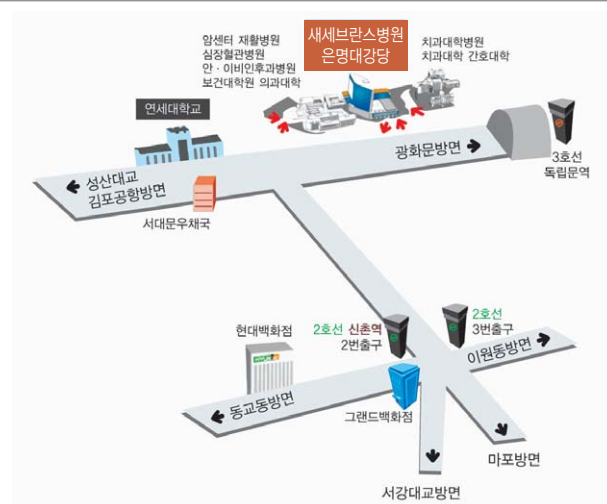 암센터 재활병원
심장혈관병원
안 · 이비인후과병원
보건대학원 의과대학
새세브란스병원
은명대강당
치과대학병원
치과대학 간호대학
연세대학교
광화문방면
3호선
독립문역
성산대교
김포공항방면
서대문우체국
현대백화점
2호선 신촌역
2번출구
2호선
3번출구
이원동방면
동교동방면
그랜드백화점
마포방면
서강대교방면